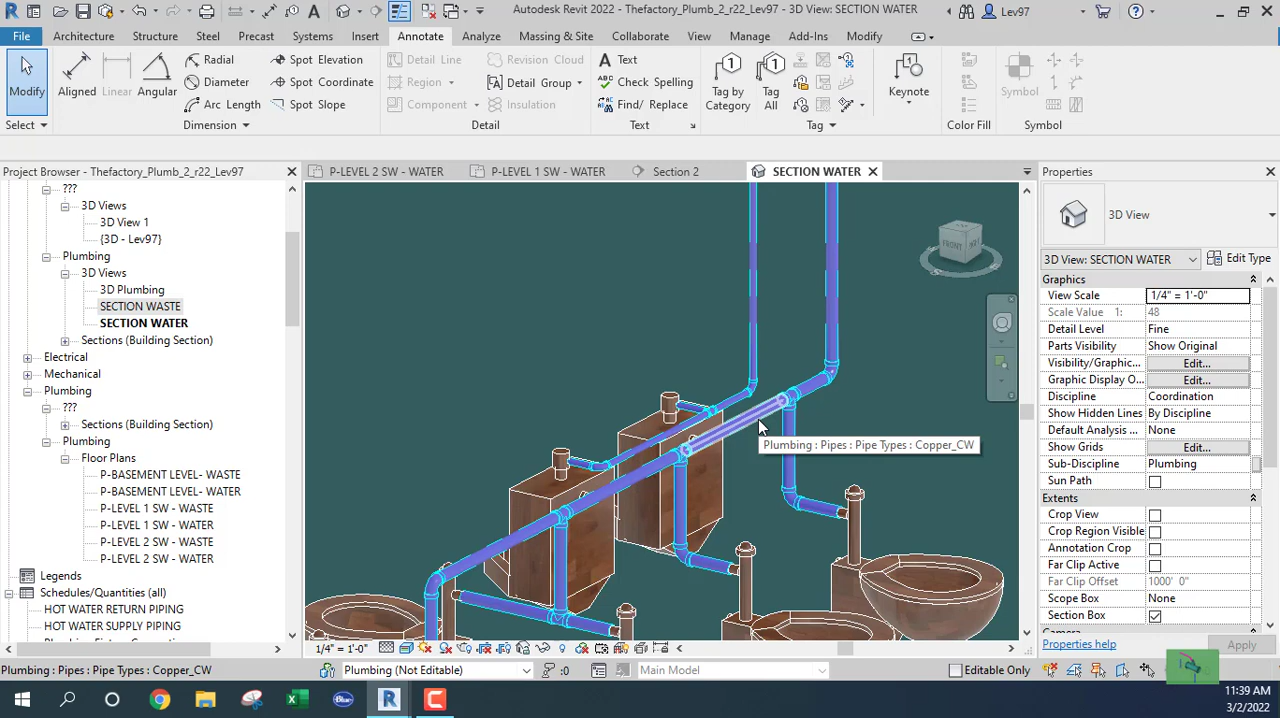 Autodesk Revit 2022 - Thefactory_Plumb_2_r22_Lev97 - 3D View: SECTION WATER
Lev97
File Architecture Structure Steel Precast Systems Insert Annotate Analyze Massing & Site Collaborate View Manage Add-Ins Modify
Modify
Aligned
Linear
Angular
Radial
Diameter
Arc Length
Spot Elevation
Spot Coordinate
Spot Slope
Detail Line
Region
Component
Revision Cloud
Detail Group
Insulation
Text
Check Spelling
Find/ Replace
Tag by
Category
Tag
All
Keynote
Symbol
Select
Dimension
Detail
Text
Tag
Color Fill
Symbol
Project Browser - Thefactory_Plumb_2_r22_Lev97
P-LEVEL 2 SW - WATER
P-LEVEL 1 SW - WATER
Section 2
SECTION WATER
Properties
???
3D Views
3D View 1
{3D - Lev97}
Plumbing
3D Views
3D Plumbing
SECTION WASTE
SECTION WATER
Sections (Building Section)
Electrical
Mechanical
Plumbing
???
Sections (Building Section)
Plumbing
Floor Plans
P-BASEMENT LEVEL- WASTE
P-BASEMENT LEVEL- WATER
P-LEVEL 1 SW - WASTE
P-LEVEL 1 SW - WATER
P-LEVEL 2 SW - WASTE
P-LEVEL 2 SW - WATER
Legends
Schedules/Quantities (all)
HOT WATER RETURN PIPING
HOT WATER SUPPLY PIPING
FRONT
Plumbing : Pipes : Pipe Types : Copper_CW
3D View
3D View: SECTION WATER
Edit Type
Graphics
View Scale 1/4" = 1'-0"
Scale Value 1: 48
Detail Level Fine
Parts Visibility Show Original
Visibility/Graphic... Edit...
Graphic Display O... Edit...
Discipline Coordination
Show Hidden Lines By Discipline
Default Analysis ... None
Show Grids Edit...
Sub-Discipline Plumbing
Sun Path
Extents
Crop View
Crop Region Visible
Annotation Crop
Far Clip Active
Far Clip Offset 1000' 0"
Scope Box None
Section Box
Camera
Properties help
Apply
1/4" = 1'-0"
Plumbing : Pipes : Pipe Types : Copper_CW
Plumbing (Not Editable)
:0
Main Model
Editable Only
11:39 AM
3/2/2022